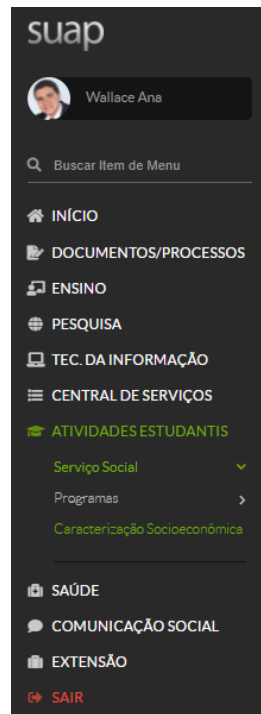 suap
Wallace Ana
Buscar Item de Menu
INÍCIO
DOCUMENTOS/PROCESSOS
ENSINO
PESQUISA
TEC. DA INFORMAÇÃO
CENTRAL DE SERVIÇOS
ATIVIDADES ESTUDANTIS
Serviço Social
Programas
Caracterização Socioeconômica
SAÚDE
COMUNICAÇÃO SOCIAL
EXTENSÃO
SAIR